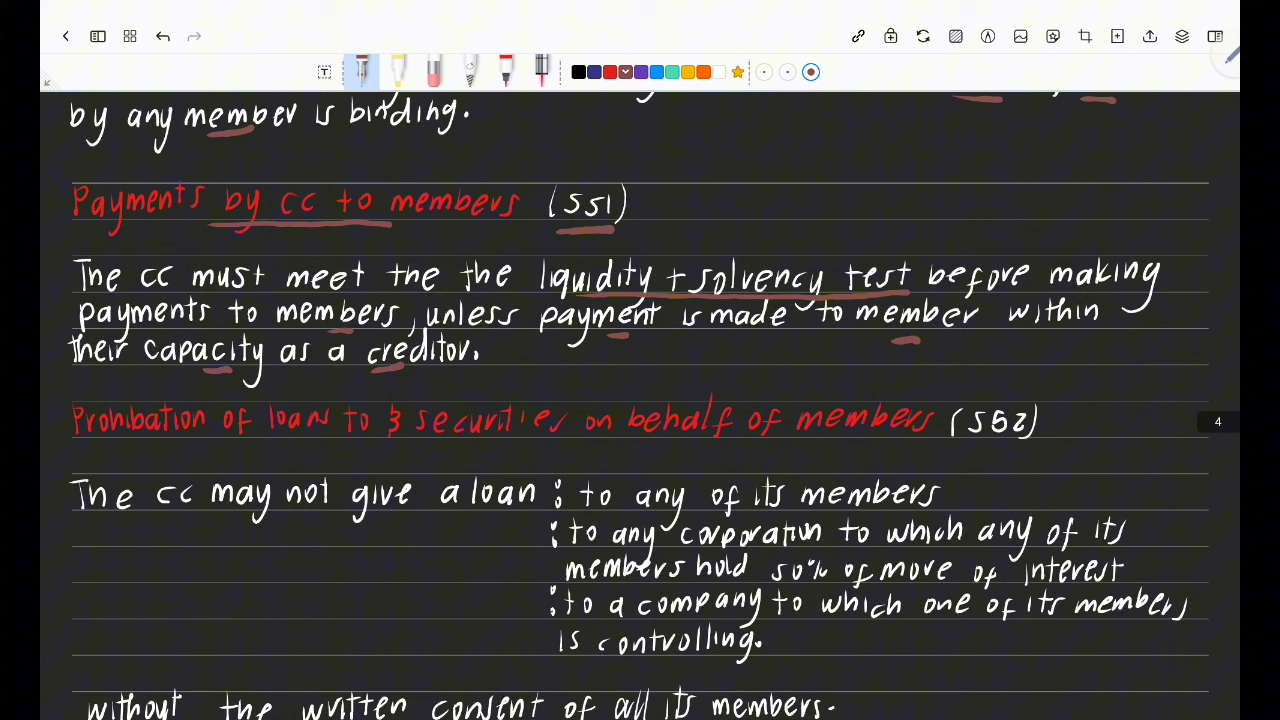 by any member is binding.
Payments by CC to members (S51)
The CC must meet the the liquidity + solvency test before making
payments to members, unless payment is made to member within
their capacity as a creditor.
Prohibation of loans to & securities on behalf of members (S52)
4
The CC may not give a loan : to any of its members
: to any corporation to which any of its
members hold 50% of more of interest
: to a company to which one of its members
is controlling.
without the written consent of all its members.